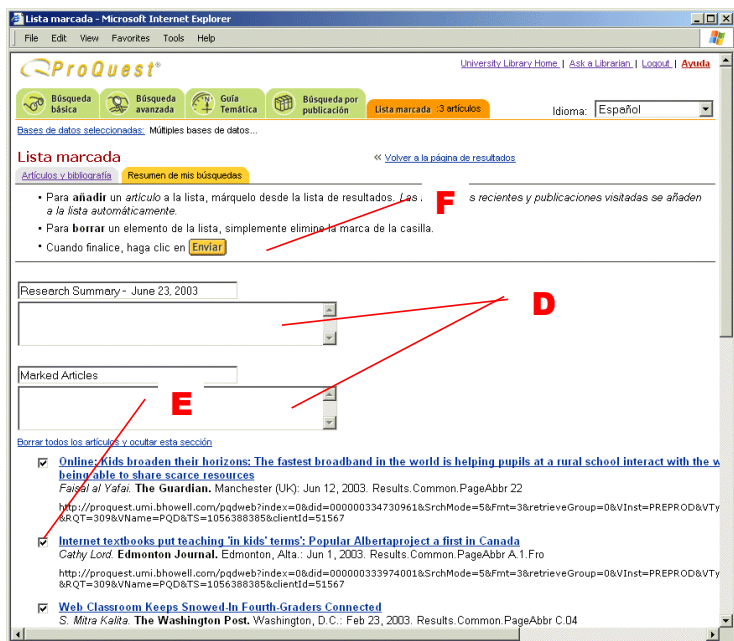 Lista marcada - Microsoft Internet Explorer
File Edit View Favorites Tools Help
ProQuest®
University Library Home | Ask a Librarian | Logout | Ayuda
Búsqueda básica
Búsqueda avanzada
Guía Temática
Búsqueda por publicación
Lista marcada :3 artículos
Idioma: Español
Bases de datos seleccionadas: Múltiples bases de datos...
Lista marcada
« Volver a la página de resultados
Artículos y bibliografía
Resumen de mis búsquedas
• Para añadir un artículo a la lista, márquelo desde la lista de resultados. Las s recientes y publicaciones visitadas se añaden
a la lista automáticamente.
F
• Para borrar un elemento de la lista, simplemente elimine la marca de la casilla.
• Cuando finalice, haga clic en Enviar
Research Summary - June 23, 2003
D
Marked Articles
E
Borrar todos los artículos y ocultar esta sección
Online: Kids broaden their horizons: The fastest broadband in the world is helping pupils at a rural school interact with the w
being able to share scarce resources
Faisal al Yafai. The Guardian. Manchester (UK): Jun 12, 2003. Results.Common.PageAbbr 22
http://proquest.umi.bhowell.com/pqdweb?index=0&did=000000334730961&SrchMode=5&Fmt=3&retrieveGroup=0&VInst=PREPROD&VTy
&RQT=309&VName=PQD&TS=1056388385&clientId=51567
Internet textbooks put teaching 'in kids' terms': Popular Albertaproject a first in Canada
Cathy Lord. Edmonton Journal. Edmonton, Alta.: Jun 1, 2003. Results.Common.PageAbbr A.1.Fro
http://proquest.umi.bhowell.com/pqdweb?index=0&did=000000333974001&SrchMode=5&Fmt=3&retrieveGroup=0&VInst=PREPROD&VTy
&RQT=309&VName=PQD&TS=1056388385&clientId=51567
Web Classroom Keeps Snowed-In Fourth-Graders Connected
S. Mitra Kalita. The Washington Post. Washington, D.C.: Feb 23, 2003. Results.Common.PageAbbr C.04